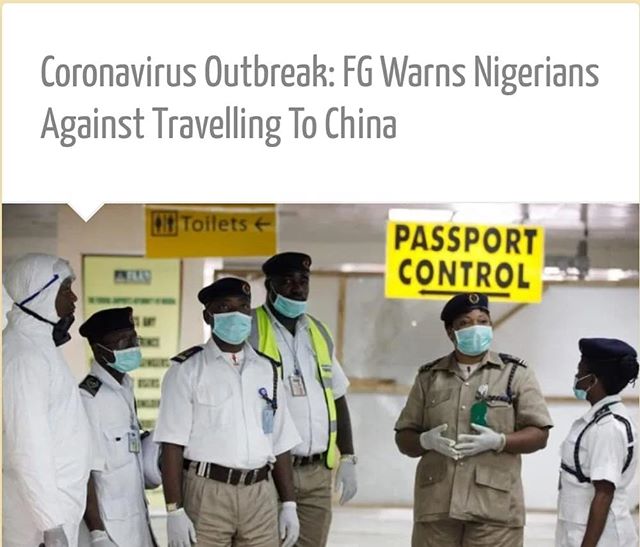 Coronavirus Outbreak: FG Warns Nigerians
Against Travelling To China
Toilets ←
PASSPORT
CONTROL